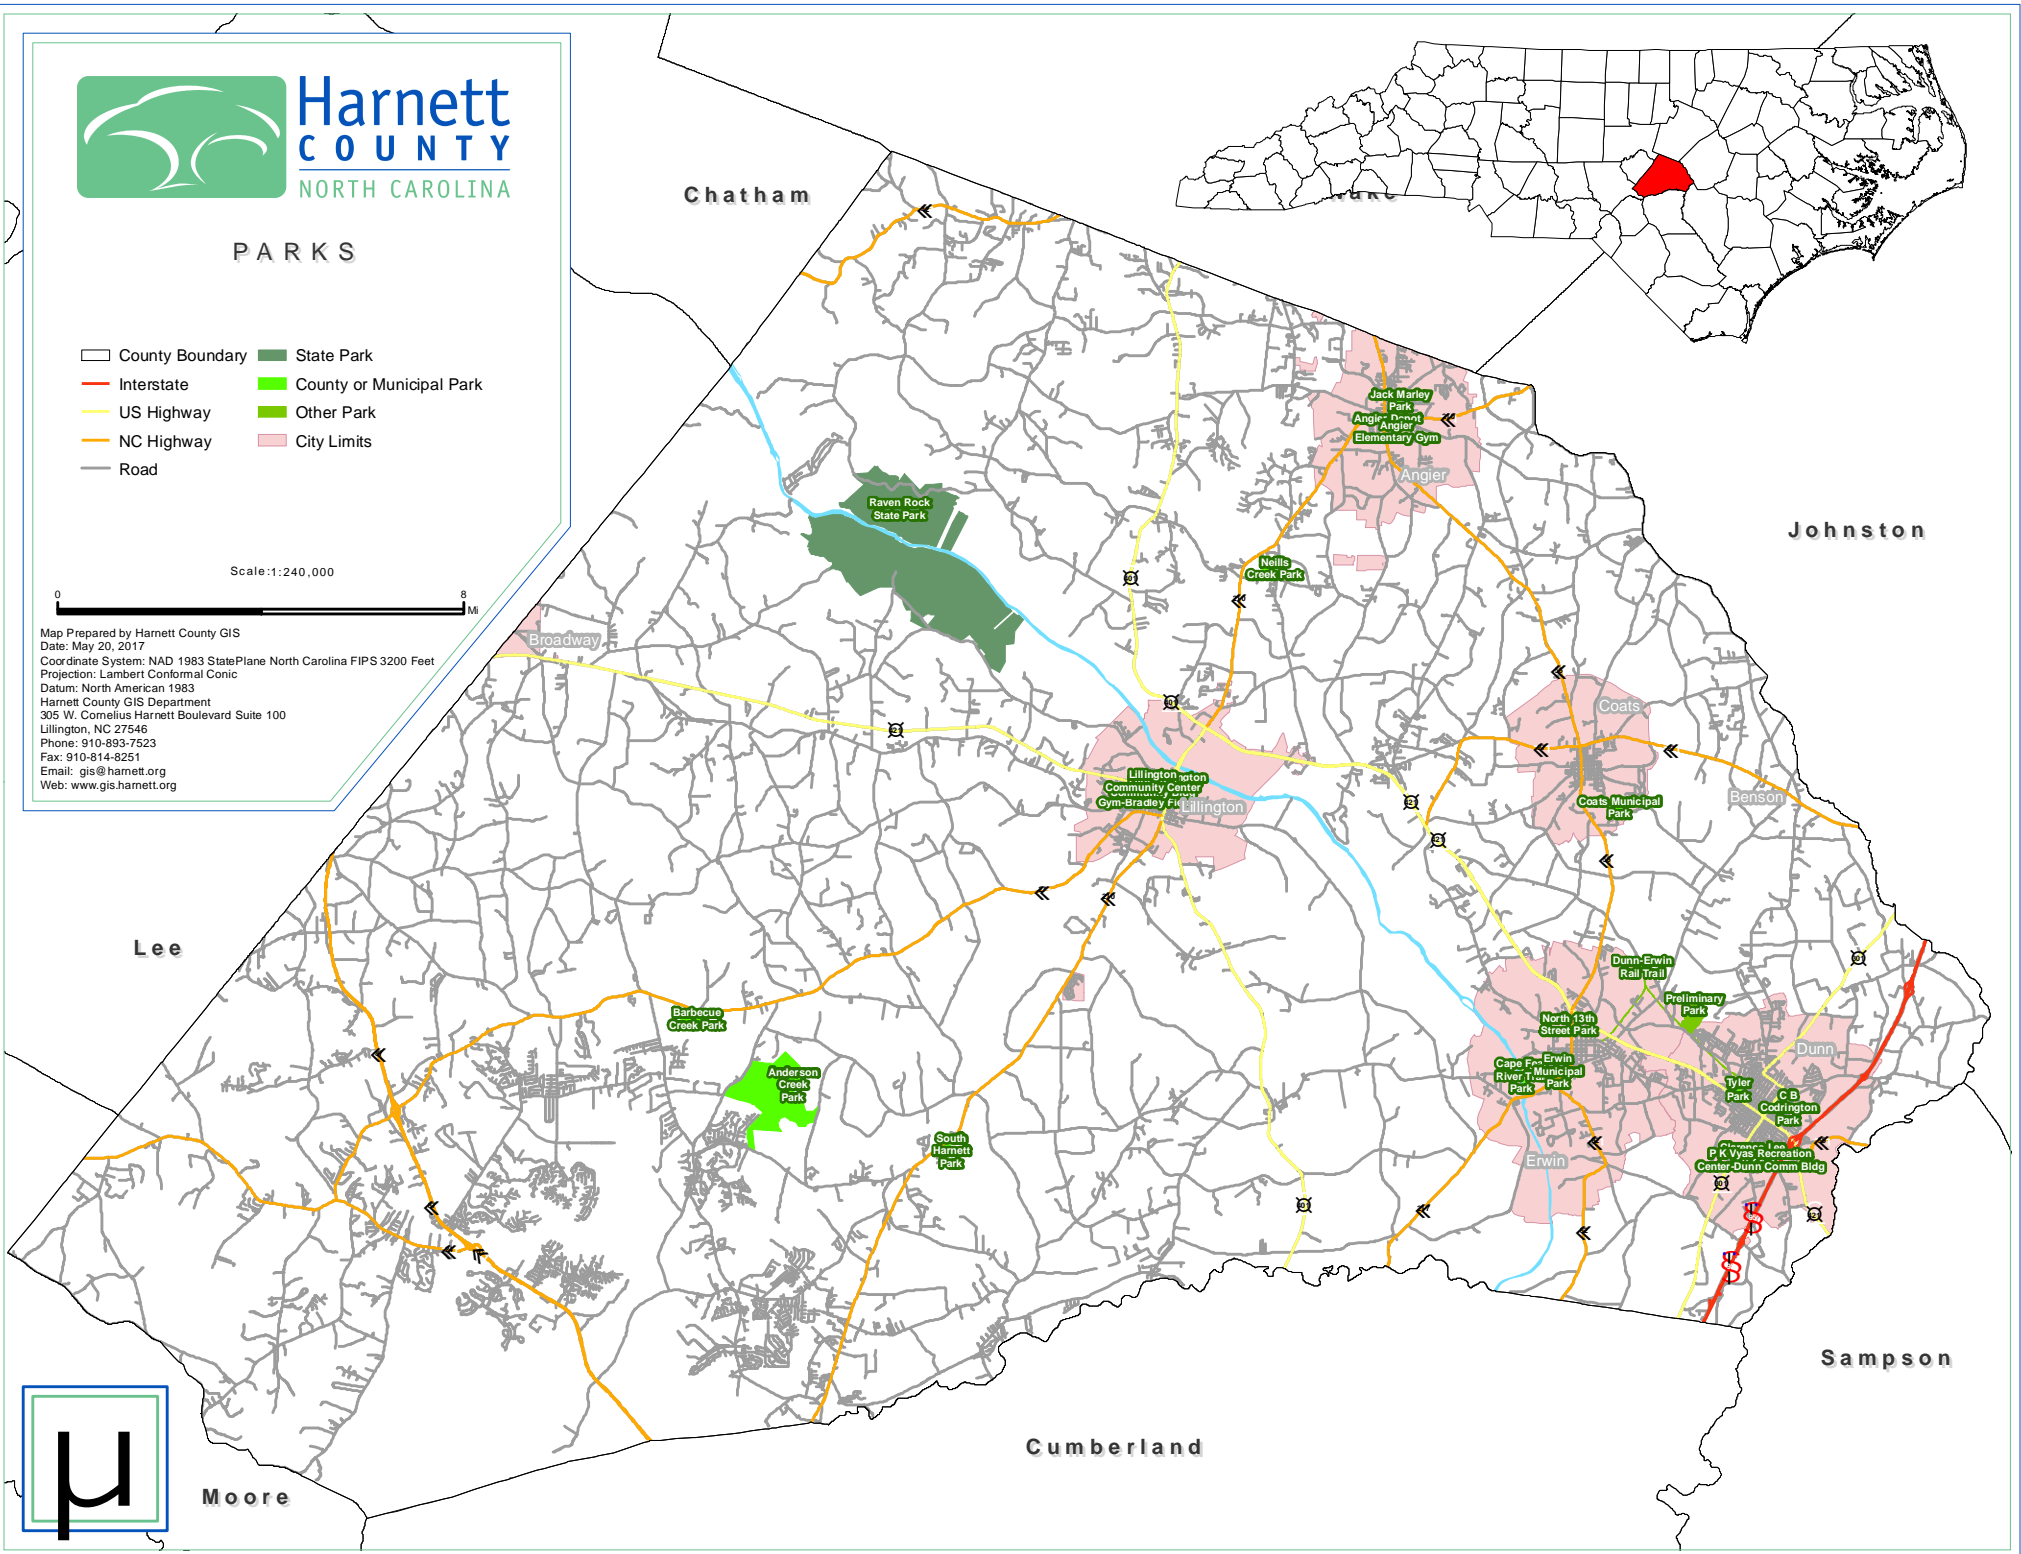 Harnett
COUNTY
NORTH CAROLINA
PARKS
County Boundary
Interstate
US Highway
NC Highway
Road
State Park
County or Municipal Park
Other Park
City Limits
Scale:1:240,000
0
8
Mi
Map Prepared by Harnett County GIS
Date: May 20, 2017
Coordinate System: NAD 1983 StatePlane North Carolina FIPS 3200 Feet
Projection: Lambert Conformal Conic
Datum: North American 1983
Harnett County GIS Department
305 W. Cornelius Harnett Boulevard Suite 100
Lillington, NC 27546
Phone: 910-893-7523
Fax: 910-814-8251
Email: gis@harnett.org
Web: www.gis.harnett.org
Chatham
Johnston
Lee
Moore
Cumberland
Sampson
Jack Marley
Park
Angier
Elementary Gym
Angier
Raven Rock
State Park
Neills
Creek Park
Broadway
Coats
Coats Municipal
Park
Benson
Lillington
Community Center
Lillington
Barbecue
Creek Park
Anderson
Creek
Park
South
Harnett
Park
Dunn-Erwin
Rail Trail
Preliminary
Park
North 13th
Street Park
Erwin
Municipal
Park
Park
Erwin
Dunn
Tyler
Park
C B
Codrington
Park
P K Vyas Recreation
Center-Dunn Comm Bldg
µ